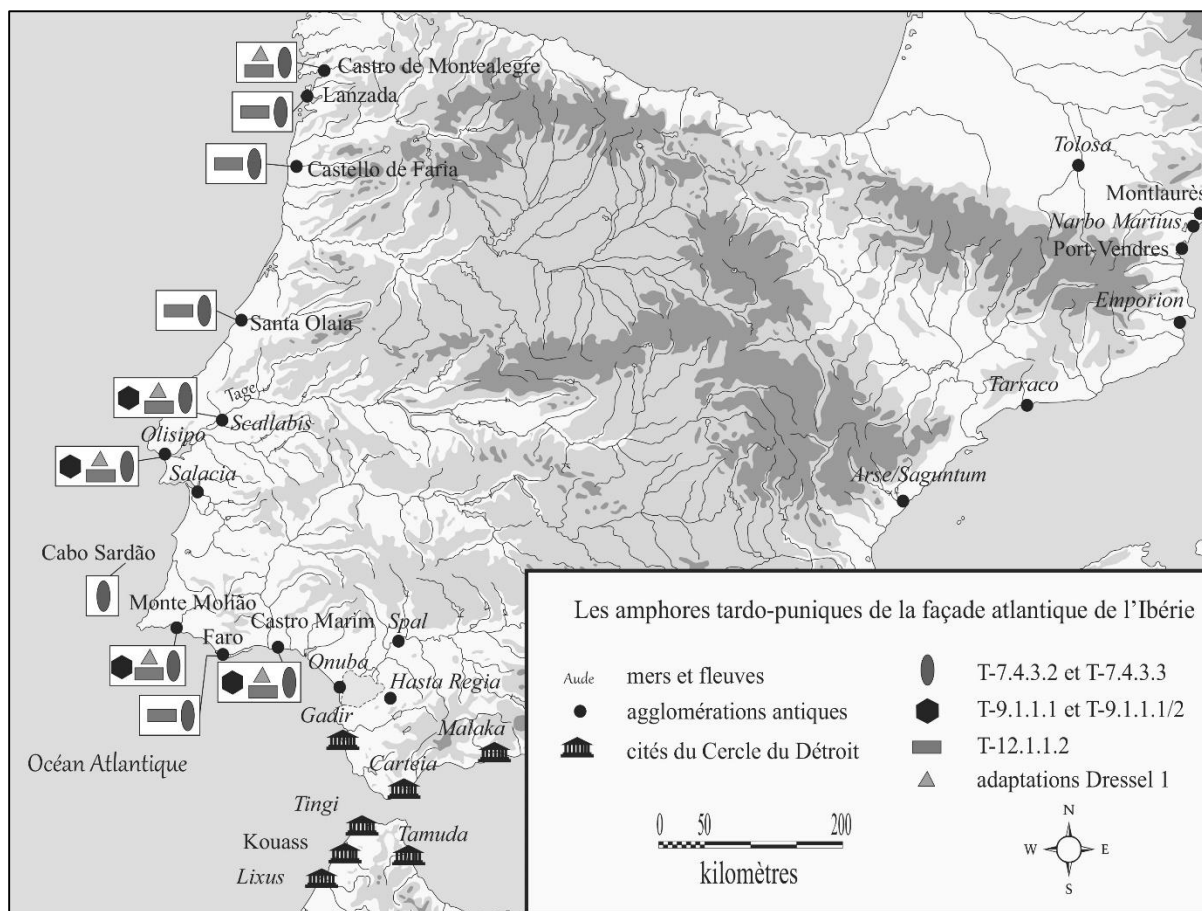 Castro de Montealegre
Lanzada
Castello de Faria
Tolosa
Montlaurès
Narbo Martius
Port-Vendres
Emporion
Santa Olaia
Tarraco
Tage
Scallabis
Olisipo
Salacia
Arse/Saguntum
Cabo Sardão
Monte Molião
Faro
Castro Marim
Spal
Onuba
Hasta Regia
Gadir
Malaka
Océan Atlantique
Carteia
Tingi
Tamuda
Kouass
Lixus
Les amphores tardo-puniques de la façade atlantique de l'Ibérie
Aude mers et fleuves
agglomérations antiques
cités du Cercle du Détroit
T-7.4.3.2 et T-7.4.3.3
T-9.1.1.1 et T-9.1.1.1/2
T-12.1.1.2
adaptations Dressel 1
0 50 200
kilomètres
N
W E
S